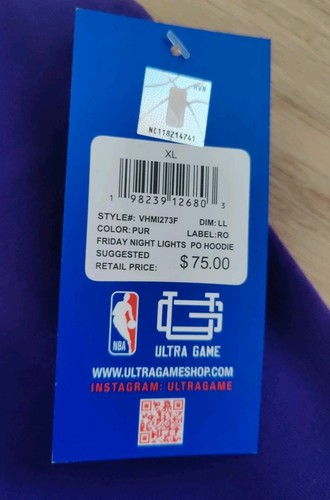 NC118214741
XL
1 98239 12680 3
STYLE#: VHMI273F DIM: LL
COLOR: PUR LABEL: RO
FRIDAY NIGHT LIGHTS PO HOODIE
SUGGESTED
RETAIL PRICE: $75.00
NBA
ULTRA GAME
WWW.ULTRAGAMESHOP.COM
INSTAGRAM: ULTRAGAME